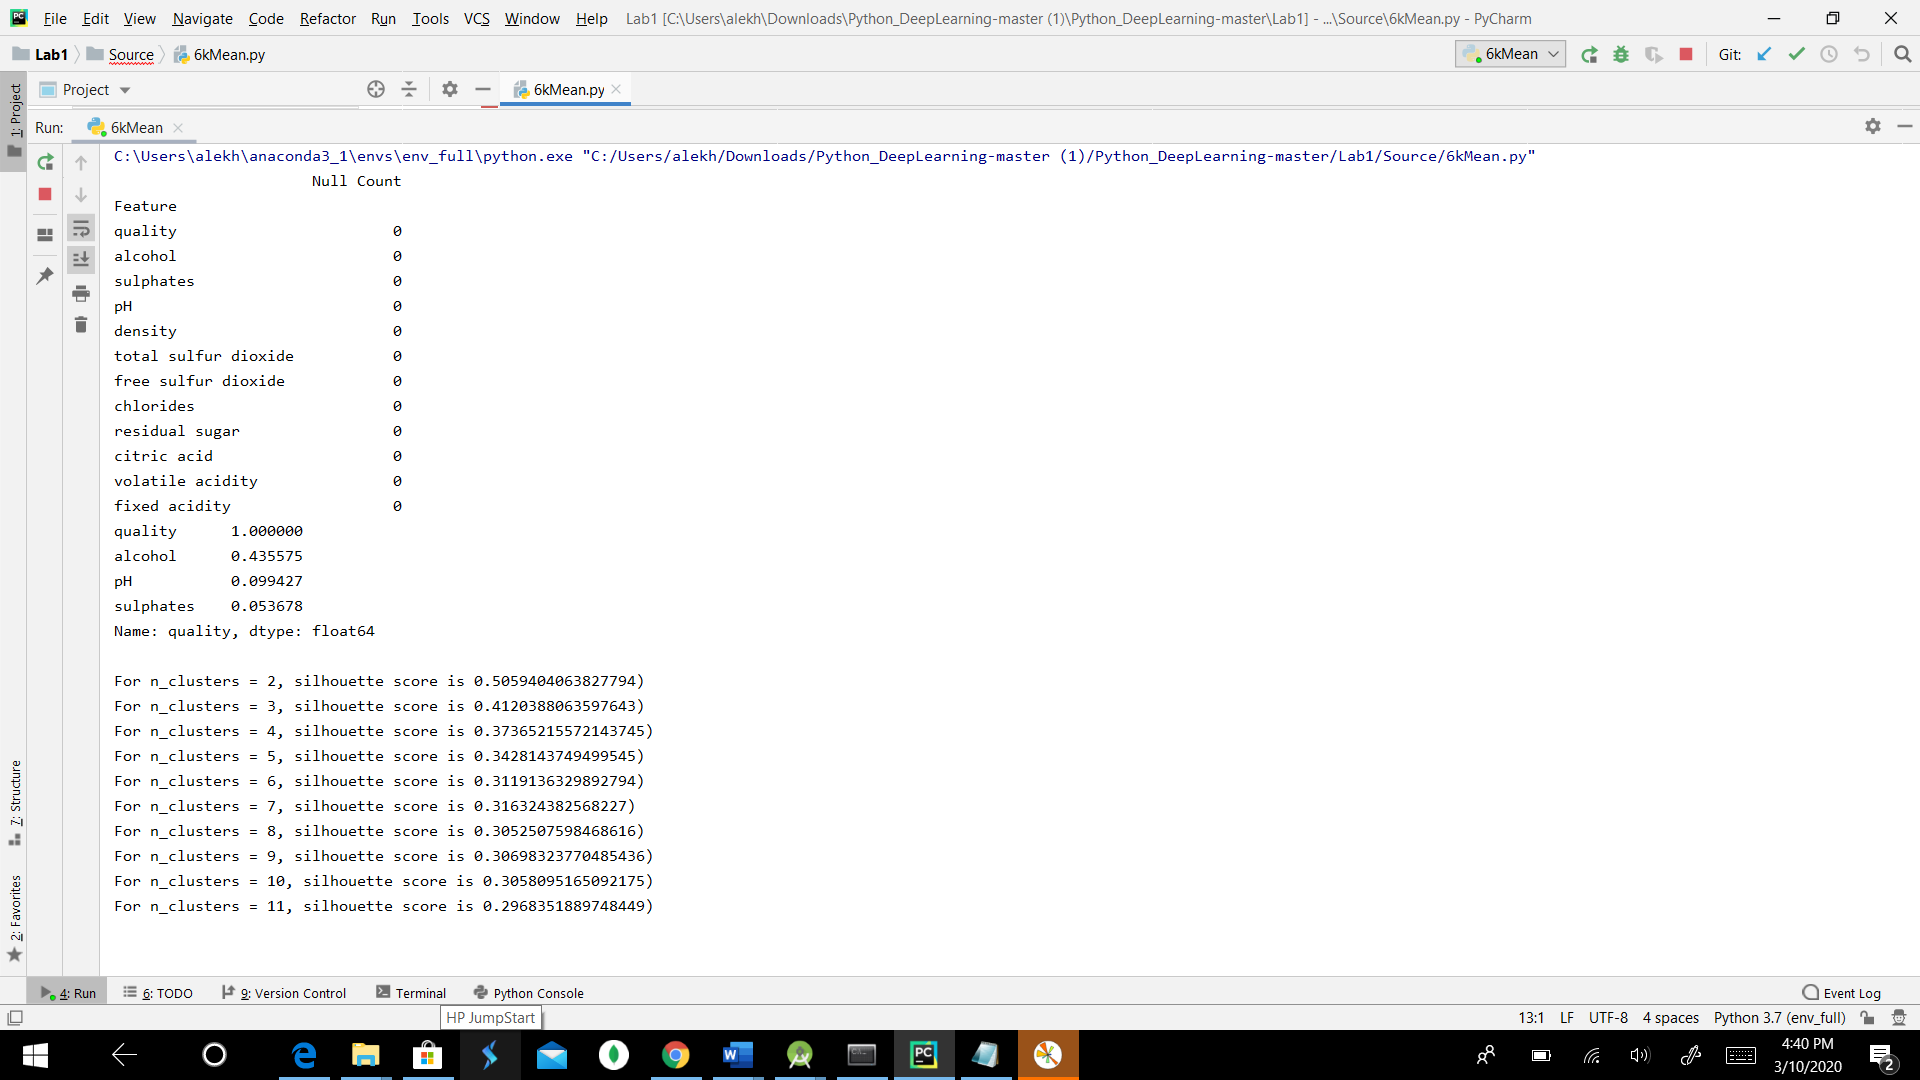 File Edit View Navigate Code Refactor Run Tools VCS Window Help Lab1 [C:\Users\alekh\Downloads\Python_DeepLearning-master (1)\Python_DeepLearning-master\Lab1] - ...\Source\6kMean.py - PyCharm
Lab1 Source 6kMean.py 6kMean Git:
Project 6kMean.py
1: Project
Run: 6kMean
C:\Users\alekh\anaconda3_1\envs\env_full\python.exe "C:/Users/alekh/Downloads/Python_DeepLearning-master (1)/Python_DeepLearning-master/Lab1/Source/6kMean.py"
Null Count
Feature
quality 0
alcohol 0
sulphates 0
pH 0
density 0
total sulfur dioxide 0
free sulfur dioxide 0
chlorides 0
residual sugar 0
citric acid 0
volatile acidity 0
fixed acidity 0
quality 1.000000
alcohol 0.435575
pH 0.099427
sulphates 0.053678
Name: quality, dtype: float64
For n_clusters = 2, silhouette score is 0.5059404063827794)
For n_clusters = 3, silhouette score is 0.4120388063597643)
For n_clusters = 4, silhouette score is 0.37365215572143745)
For n_clusters = 5, silhouette score is 0.3428143749499545)
For n_clusters = 6, silhouette score is 0.3119136329892794)
For n_clusters = 7, silhouette score is 0.316324382568227)
For n_clusters = 8, silhouette score is 0.3052507598468616)
For n_clusters = 9, silhouette score is 0.30698323770485436)
For n_clusters = 10, silhouette score is 0.3058095165092175)
For n_clusters = 11, silhouette score is 0.2968351889748449)
7: Structure
2: Favorites
4: Run 6: TODO 9: Version Control Terminal Python Console Event Log
HP JumpStart
13:1 LF UTF-8 4 spaces Python 3.7 (env_full)
4:40 PM
3/10/2020
2